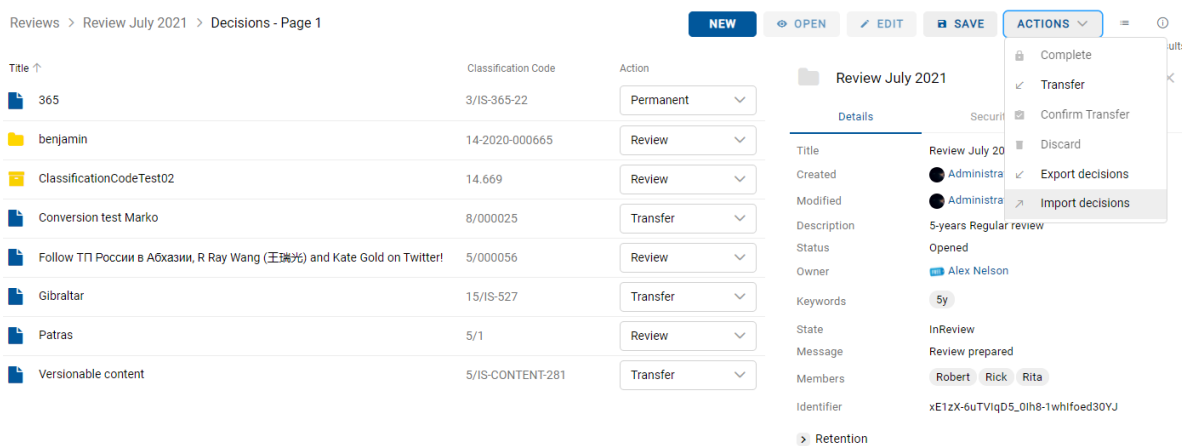 Reviews > Review July 2021 > Decisions - Page 1
NEW
OPEN
EDIT
SAVE
ACTIONS
Title ↑
Classification Code
Action
365
3/IS-365-22
Permanent
benjamin
14-2020-000665
Review
ClassificationCodeTest02
14.669
Review
Conversion test Marko
8/000025
Transfer
Follow ТП России в Абхазии, R Ray Wang (王瑞光) and Kate Gold on Twitter!
5/000056
Review
Gibraltar
15/IS-527
Transfer
Patras
5/1
Review
Versionable content
5/IS-CONTENT-281
Transfer
Complete
Transfer
Confirm Transfer
Discard
Export decisions
Import decisions
Review July 2021
Details
Securit
Title
Review July 20
Created
Administra
Modified
Administra
Description
5-years Regular review
Status
Opened
Owner
Alex Nelson
Keywords
5y
State
InReview
Message
Review prepared
Members
Robert
Rick
Rita
Identifier
xE1zX-6uTVIqD5_0Ih8-1whIfoed30YJ
Retention